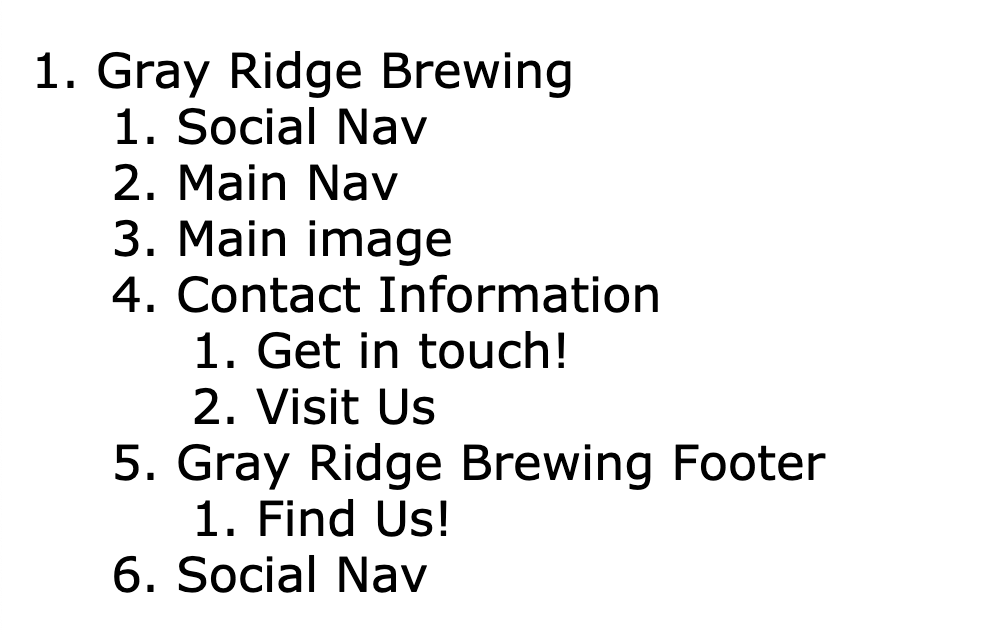 1. Gray Ridge Brewing
1. Social Nav
2. Main Nav
3. Main image
4. Contact Information
1. Get in touch!
2. Visit Us
5. Gray Ridge Brewing Footer
1. Find Us!
6. Social Nav